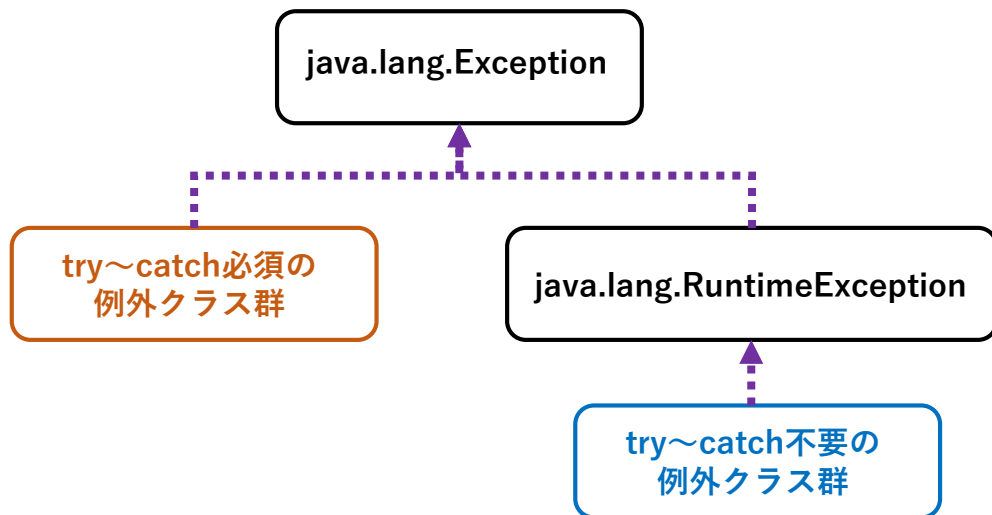 java.lang.Exception
try～catch必須の
例外クラス群
java.lang.RuntimeException
try～catch不要の
例外クラス群